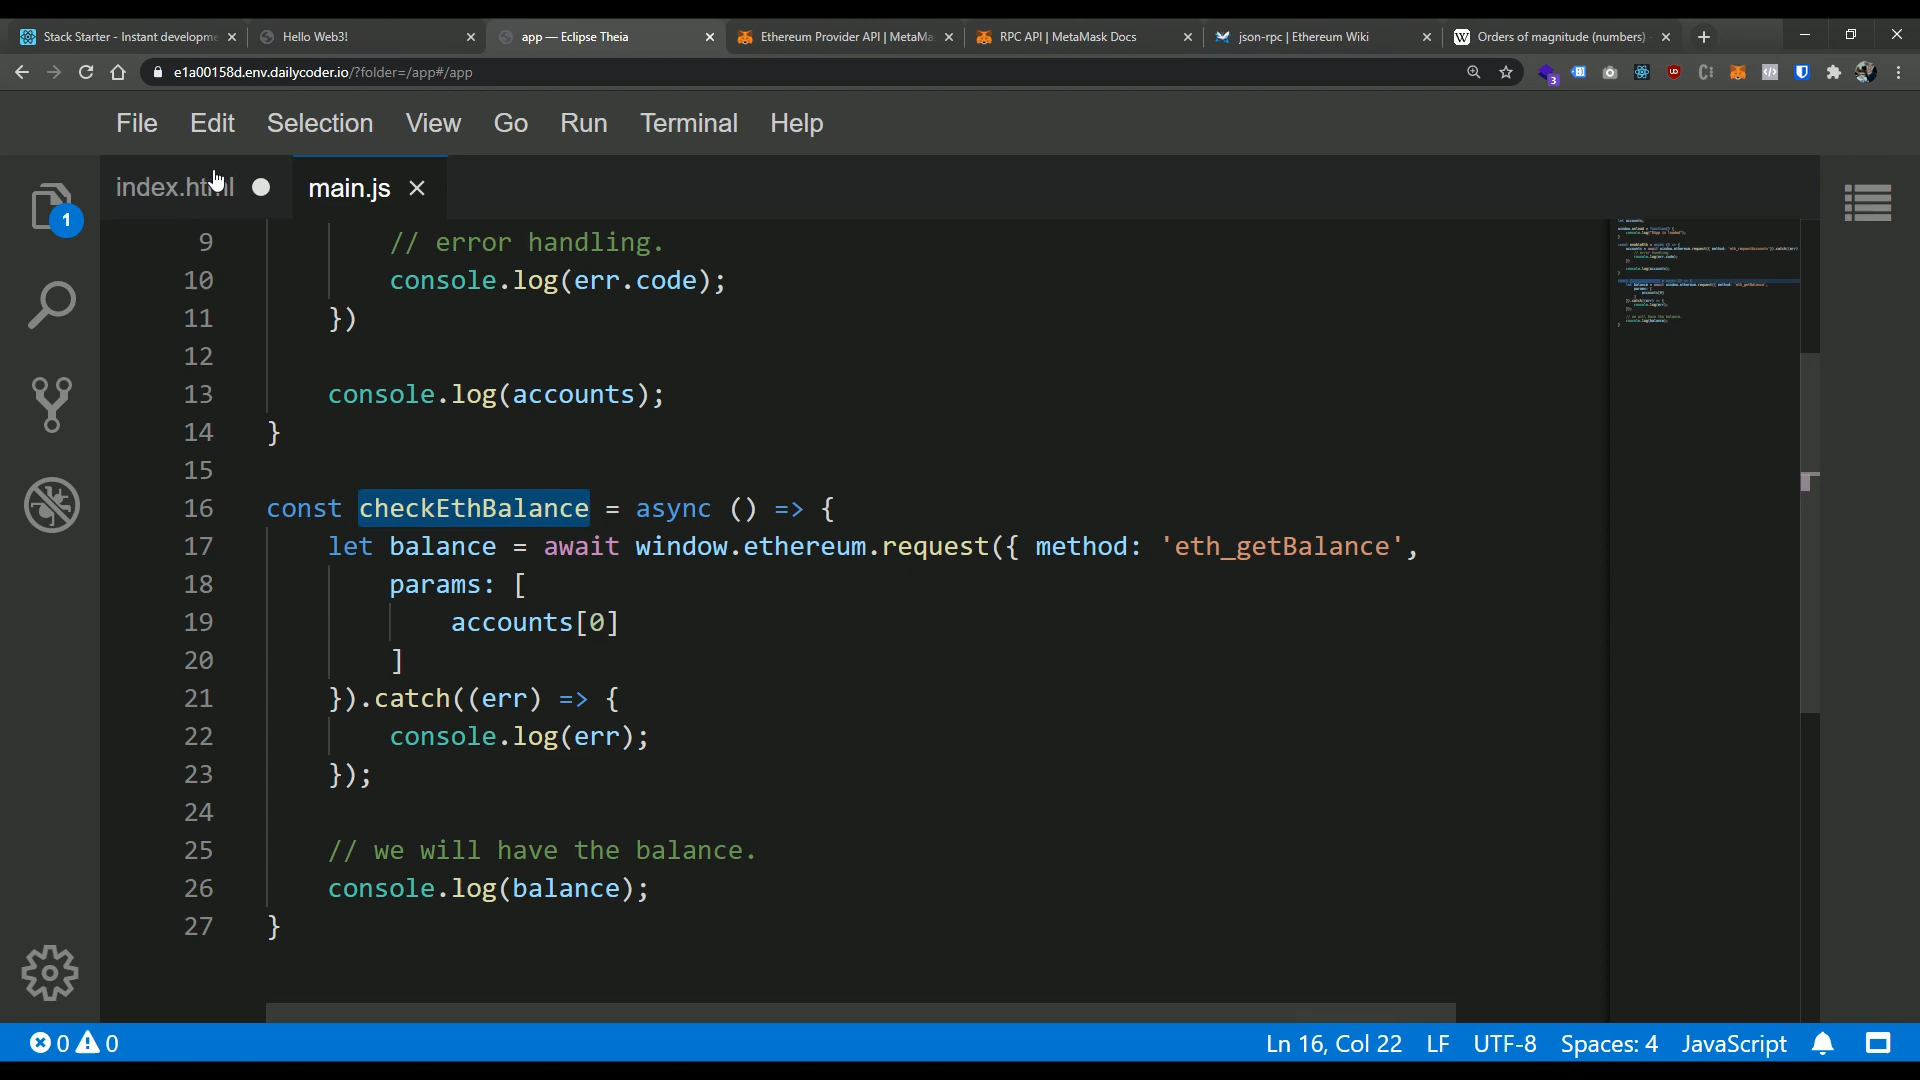 Stack Starter - Instant developme
Hello Web3!
app — Eclipse Theia
Ethereum Provider API | MetaMa
RPC API | MetaMask Docs
json-rpc | Ethereum Wiki
Orders of magnitude (numbers)
e1a00158d.env.dailycoder.io/?folder=/app#/app
3
File Edit Selection View Go Run Terminal Help
index.html
main.js
1
9 // error handling.
10 console.log(err.code);
11 })
12
13 console.log(accounts);
14 }
15
16 const checkEthBalance = async () => {
17 let balance = await window.ethereum.request({ method: 'eth_getBalance',
18 params: [
19 accounts[0]
20 ]
21 }).catch((err) => {
22 console.log(err);
23 });
24
25 // we will have the balance.
26 console.log(balance);
27 }
0 0
Ln 16, Col 22 LF UTF-8 Spaces: 4 JavaScript